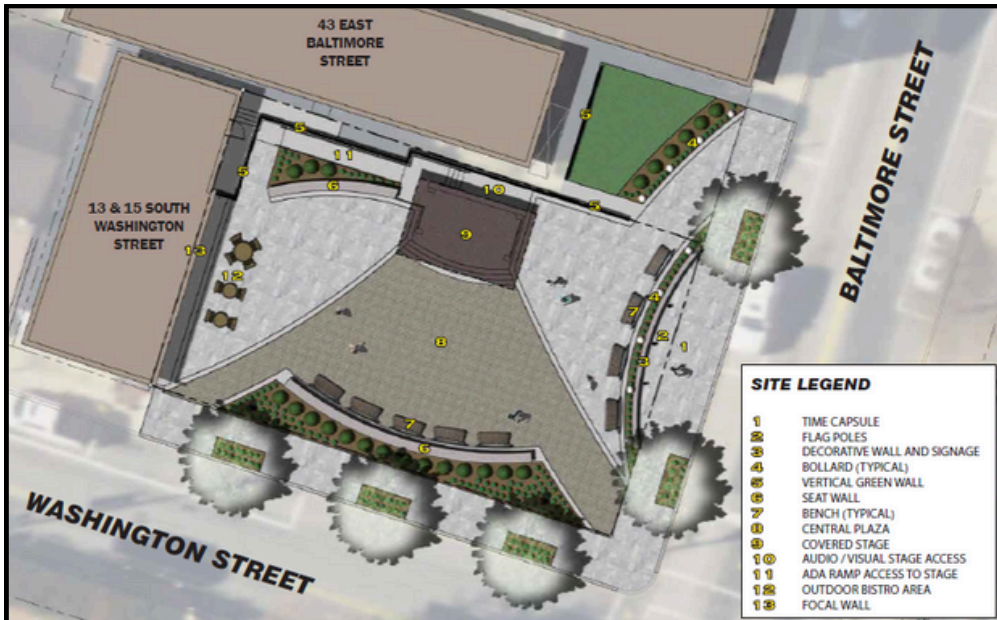 43 EAST
BALTIMORE
STREET
BALTIMORE STREET
5
5
4
11
6
10
5
5
9
13 & 15 SOUTH
WASHINGTON
STREET
13
12
4
7
2
1
8
3
7
6
WASHINGTON STREET
SITE LEGEND
1 TIME CAPSULE
2 FLAG POLES
3 DECORATIVE WALL AND SIGNAGE
4 BOLLARD (TYPICAL)
5 VERTICAL GREEN WALL
6 SEAT WALL
7 BENCH (TYPICAL)
8 CENTRAL PLAZA
9 COVERED STAGE
10 AUDIO / VISUAL STAGE ACCESS
11 ADA RAMP ACCESS TO STAGE
12 OUTDOOR BISTRO AREA
13 FOCAL WALL